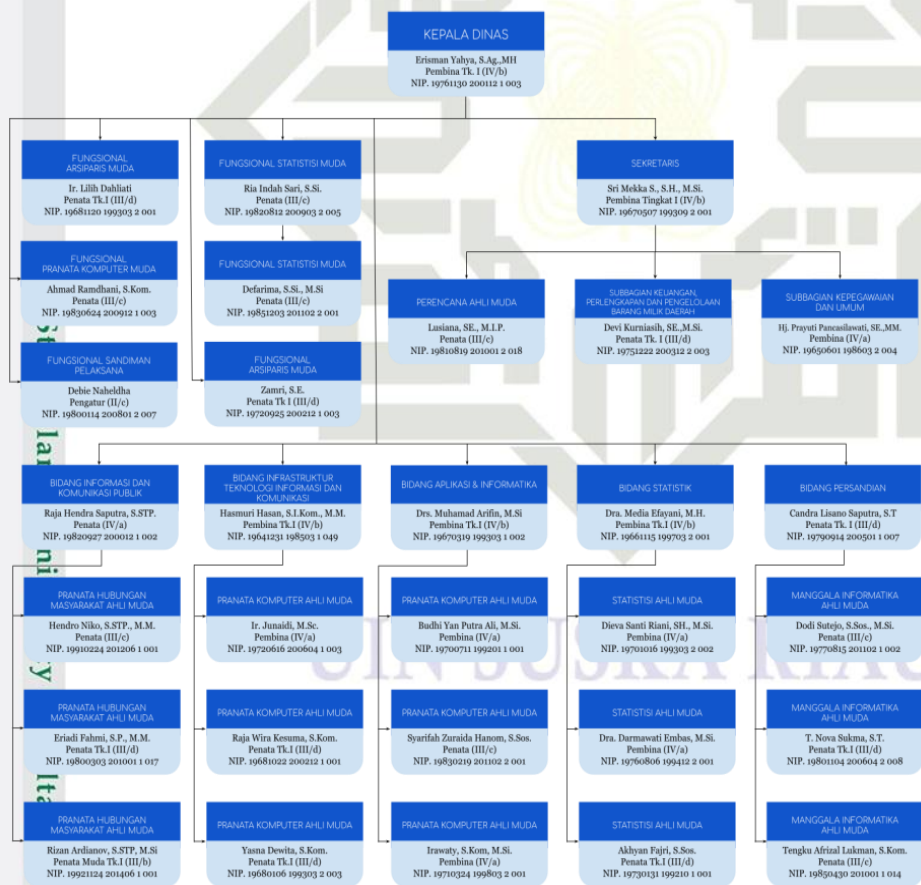 KEPALA DINAS
Erisman Yahya, S.Ag.,MH
Pembina Tk. I (IV/b)
NIP. 19761130 200112 1 003
FUNGSIONAL
ARSIPARIS MUDA
Ir. Lilih Dahliati
Penata Tk.I (III/d)
NIP. 19681120 199303 2 001
FUNGSIONAL STATISTISI MUDA
Ria Indah Sari, S.Si.
Penata (III/c)
NIP. 19820812 200903 2 005
SEKRETARIS
Sri Mekka S., S.H., M.Si.
Pembina Tingkat I (IV/b)
NIP. 19670507 199309 2 001
FUNGSIONAL
PRANATA KOMPUTER MUDA
Ahmad Ramdhani, S.Kom.
Penata (III/c)
NIP. 19830624 200912 1 003
FUNGSIONAL STATISTISI MUDA
Defarima, S.Si., M.Si
Penata (III/c)
NIP. 19851203 201102 2 001
PERENCANA AHLI MUDA
Lusiana, SE., M.I.P.
Penata (III/c)
NIP. 19810819 201001 2 018
SUBBAGIAN KEUANGAN,
PERLENGKAPAN DAN PENGELOLAAN
BARANG MILIK DAERAH
Devi Kurniasih, SE.,M.Si.
Penata Tk. I (III/d)
NIP. 19751222 200312 2 003
SUBBAGIAN KEPEGAWAIAN
DAN UMUM
Hj. Prayuti Pancasilawati, SE.,MM.
Pembina (IV/a)
NIP. 19650601 198603 2 004
FUNGSIONAL SANDIMAN
PELAKSANA
Debie Naheldha
Pengatur (II/c)
NIP. 19800114 200801 2 007
FUNGSIONAL
ARSIPARIS MUDA
Zamri, S.E.
Penata Tk I (III/d)
NIP. 19720925 200212 1 003
BIDANG INFORMASI DAN
KOMUNIKASI PUBLIK
Raja Hendra Saputra, S.STP.
Penata (IV/a)
NIP. 19820927 200012 1 002
BIDANG INFRASTRUKTUR
TEKNOLOGI INFORMASI DAN
KOMUNIKASI
Hasmuri Hasan, S.I.Kom., M.M.
Pembina Tk.I (IV/b)
NIP. 19641231 198503 1 049
BIDANG APLIKASI & INFORMATIKA
Drs. Muhamad Arifin, M.Si
Pembina Tk.I (IV/b)
NIP. 19670319 199303 1 002
BIDANG STATISTIK
Dra. Media Efayani, M.H.
Pembina Tk.I (IV/b)
NIP. 19661115 199703 2 001
BIDANG PERSANDIAN
Candra Lisano Saputra, S.T
Penata Tk. I (III/d)
NIP. 19790914 200501 1 007
PRANATA HUBUNGAN
MASYARAKAT AHLI MUDA
Hendro Niko, S.STP., M.M.
Penata (III/c)
NIP. 19910224 201206 1 001
PRANATA KOMPUTER AHLI MUDA
Ir. Junaidi, M.Sc.
Pembina (IV/a)
NIP. 19720616 200604 1 003
PRANATA KOMPUTER AHLI MUDA
Budhi Yan Putra Ali, M.Si.
Pembina (IV/a)
NIP. 19700711 199201 1 001
STATISTISI AHLI MUDA
Dieva Santi Riani, SH., M.Si.
Pembina (IV/a)
NIP. 19701016 199303 2 002
MANGGALA INFORMATIKA
AHLI MUDA
Dodi Sutejo, S.Sos., M.Si.
Penata (III/c)
NIP. 19770815 201102 1 002
UIN SUSKA RIAU
PRANATA HUBUNGAN
MASYARAKAT AHLI MUDA
Eriadi Fahmi, S.P., M.M.
Penata Tk.I (III/d)
NIP. 19800303 201001 1 017
PRANATA KOMPUTER AHLI MUDA
Raja Wira Kesuma, S.Kom.
Penata Tk.I (III/d)
NIP. 19681022 200212 1 001
PRANATA KOMPUTER AHLI MUDA
Syarifah Zuraida Hanom, S.Sos.
Penata (III/c)
NIP. 19830219 201102 2 001
STATISTISI AHLI MUDA
Dra. Darmawati Embas, M.Si.
Pembina (IV/a)
NIP. 19760806 199412 2 001
MANGGALA INFORMATIKA
AHLI MUDA
T. Nova Sukma, S.T.
Penata Tk.I (III/d)
NIP. 19801104 200604 2 008
PRANATA HUBUNGAN
MASYARAKAT AHLI MUDA
Rizan Ardianov, S.STP, M.Si
Penata Muda Tk.I (III/b)
NIP. 19921124 201406 1 001
PRANATA KOMPUTER AHLI MUDA
Yasna Dewita, S.Kom.
Penata Tk.I (III/d)
NIP. 19680106 199303 2 003
PRANATA KOMPUTER AHLI MUDA
Irawaty, S.Kom, M.Si.
Pembina (IV/a)
NIP. 19710324 199803 2 001
STATISTISI AHLI MUDA
Akhyan Fajri, S.Sos.
Penata Tk.I (III/d)
NIP. 19730131 199210 1 001
MANGGALA INFORMATIKA
AHLI MUDA
Tengku Afrizal Lukman, S.Kom.
Penata (III/c)
NIP. 19850430 201001 1 014